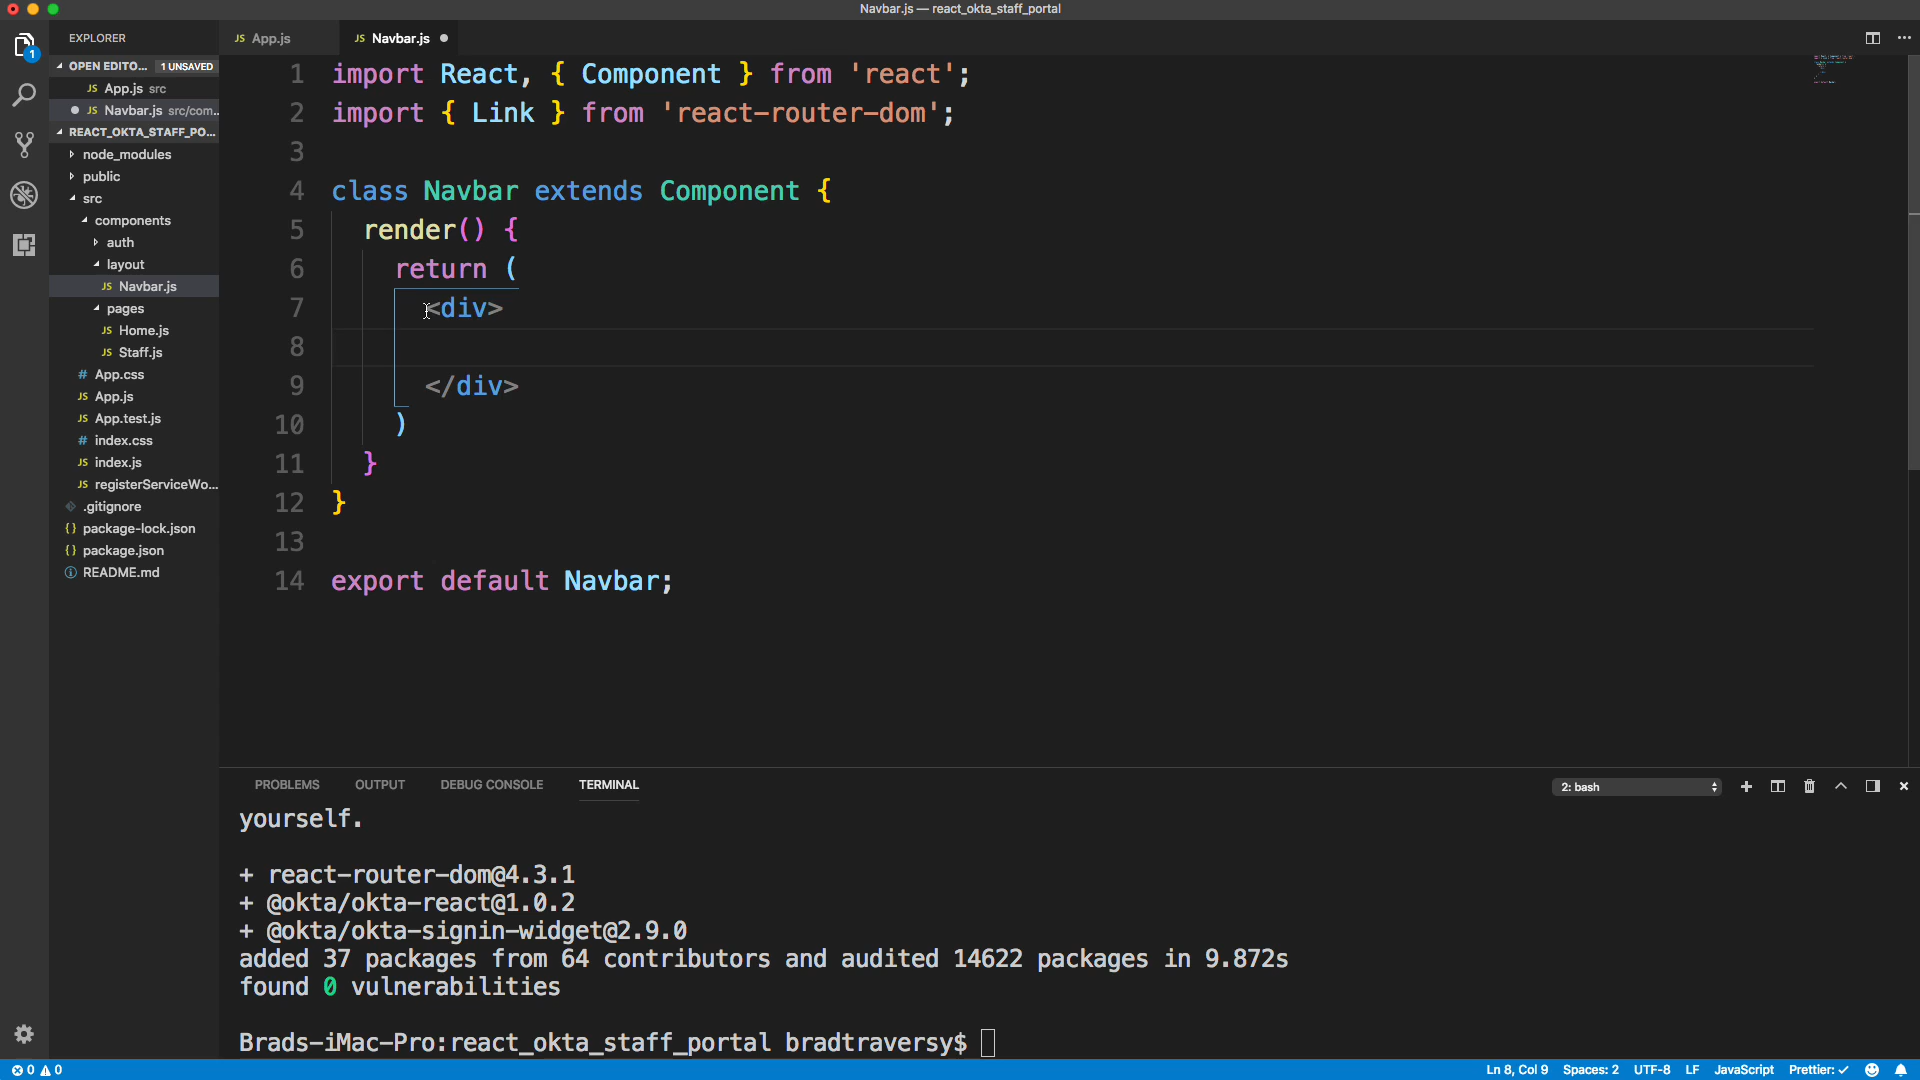 Navbar.js — react_okta_staff_portal
EXPLORER
JS App.js
JS Navbar.js
OPEN EDITO... 1 UNSAVED
JS App.js src
JS Navbar.js src/com...
REACT_OKTA_STAFF_PO...
node_modules
public
src
components
auth
layout
JS Navbar.js
pages
JS Home.js
JS Staff.js
# App.css
JS App.js
JS App.test.js
# index.css
JS index.js
JS registerServiceWo...
.gitignore
{} package-lock.json
{} package.json
README.md
1
1 import React, { Component } from 'react';
2 import { Link } from 'react-router-dom';
3
4 class Navbar extends Component {
5 render() {
6 return (
7 <div>
8
9 </div>
10 )
11 }
12 }
13
14 export default Navbar;
PROBLEMS OUTPUT DEBUG CONSOLE TERMINAL 2: bash
yourself.
+ react-router-dom@4.3.1
+ @okta/okta-react@1.0.2
+ @okta/okta-signin-widget@2.9.0
added 37 packages from 64 contributors and audited 14622 packages in 9.872s
found 0 vulnerabilities
Brads-iMac-Pro:react_okta_staff_portal bradtraversy$
0 0 Ln 8, Col 9 Spaces: 2 UTF-8 LF JavaScript Prettier: ✓